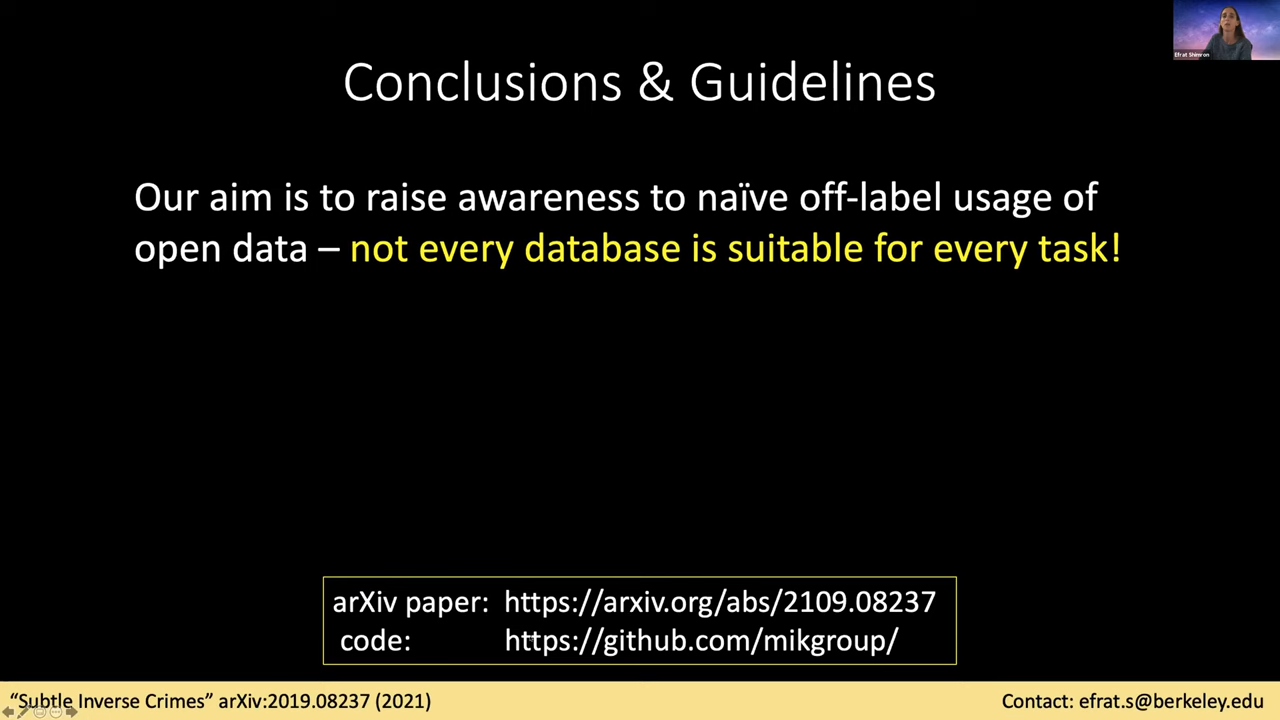 Efrat Shimron
Conclusions & Guidelines
Our aim is to raise awareness to naïve off-label usage of
open data – not every database is suitable for every task!
arXiv paper: https://arxiv.org/abs/2109.08237
code: https://github.com/mikgroup/
“Subtle Inverse Crimes” arXiv:2019.08237 (2021)
Contact: efrat.s@berkeley.edu